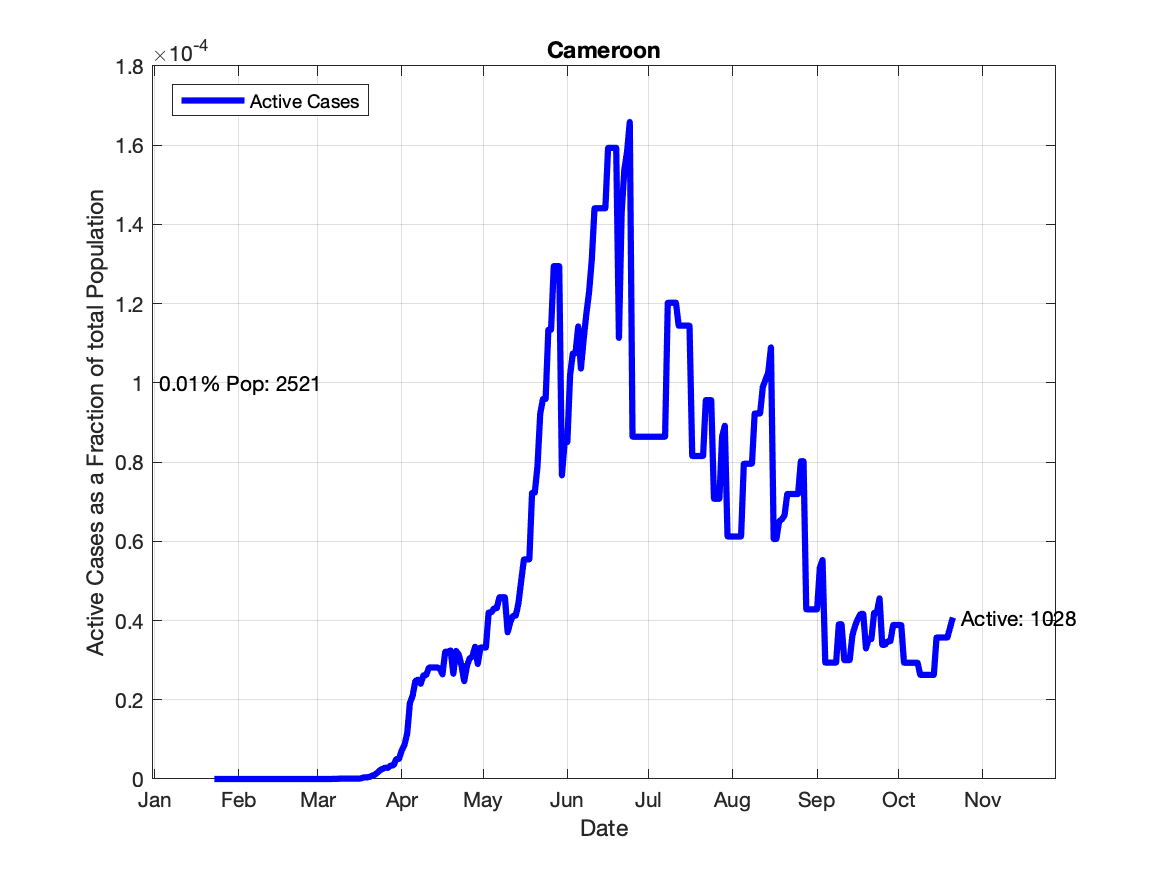 Cameroon
×10-4
Active Cases
1.8
1.6
1.4
1.2
1
0.8
0.6
0.4
0.2
0
0.01% Pop: 2521
Active: 1028
Active Cases as a Fraction of total Population
Jan Feb Mar Apr May Jun Jul Aug Sep Oct Nov
Date